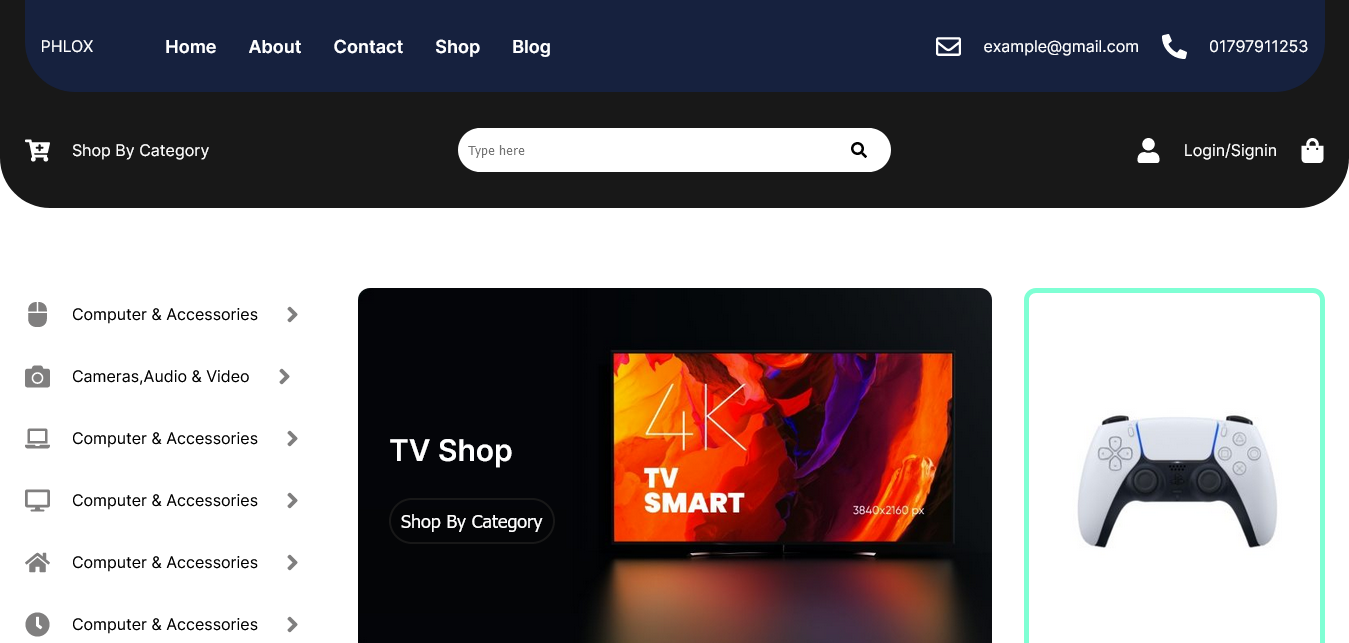 PHLOX Home About Contact Shop Blog example@gmail.com 01797911253
Shop By Category Type here Login/Signin
Computer & Accessories
Cameras,Audio & Video
Computer & Accessories
Computer & Accessories
Computer & Accessories
Computer & Accessories
TV Shop
Shop By Category
4K
TV
SMART
3840x2160 px